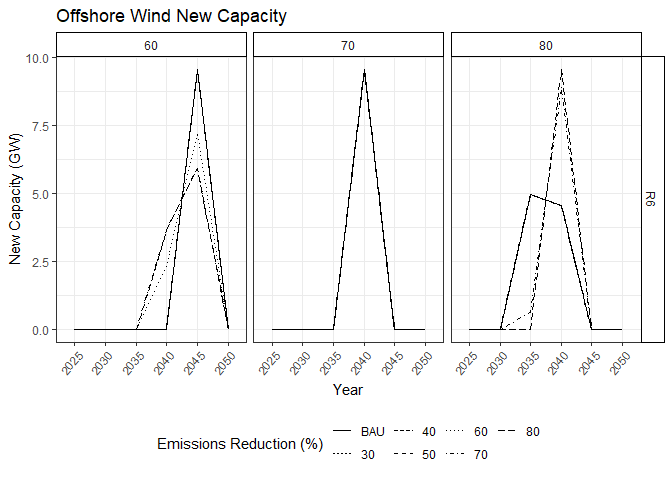 Offshore Wind New Capacity
60 70 80
10.0
7.5
5.0
2.5
0.0
New Capacity (GW)
R6
2025 2030 2035 2040 2045 2050 2025 2030 2035 2040 2045 2050 2025 2030 2035 2040 2045 2050
Year
Emissions Reduction (%)
BAU 40 60 80
30 50 70